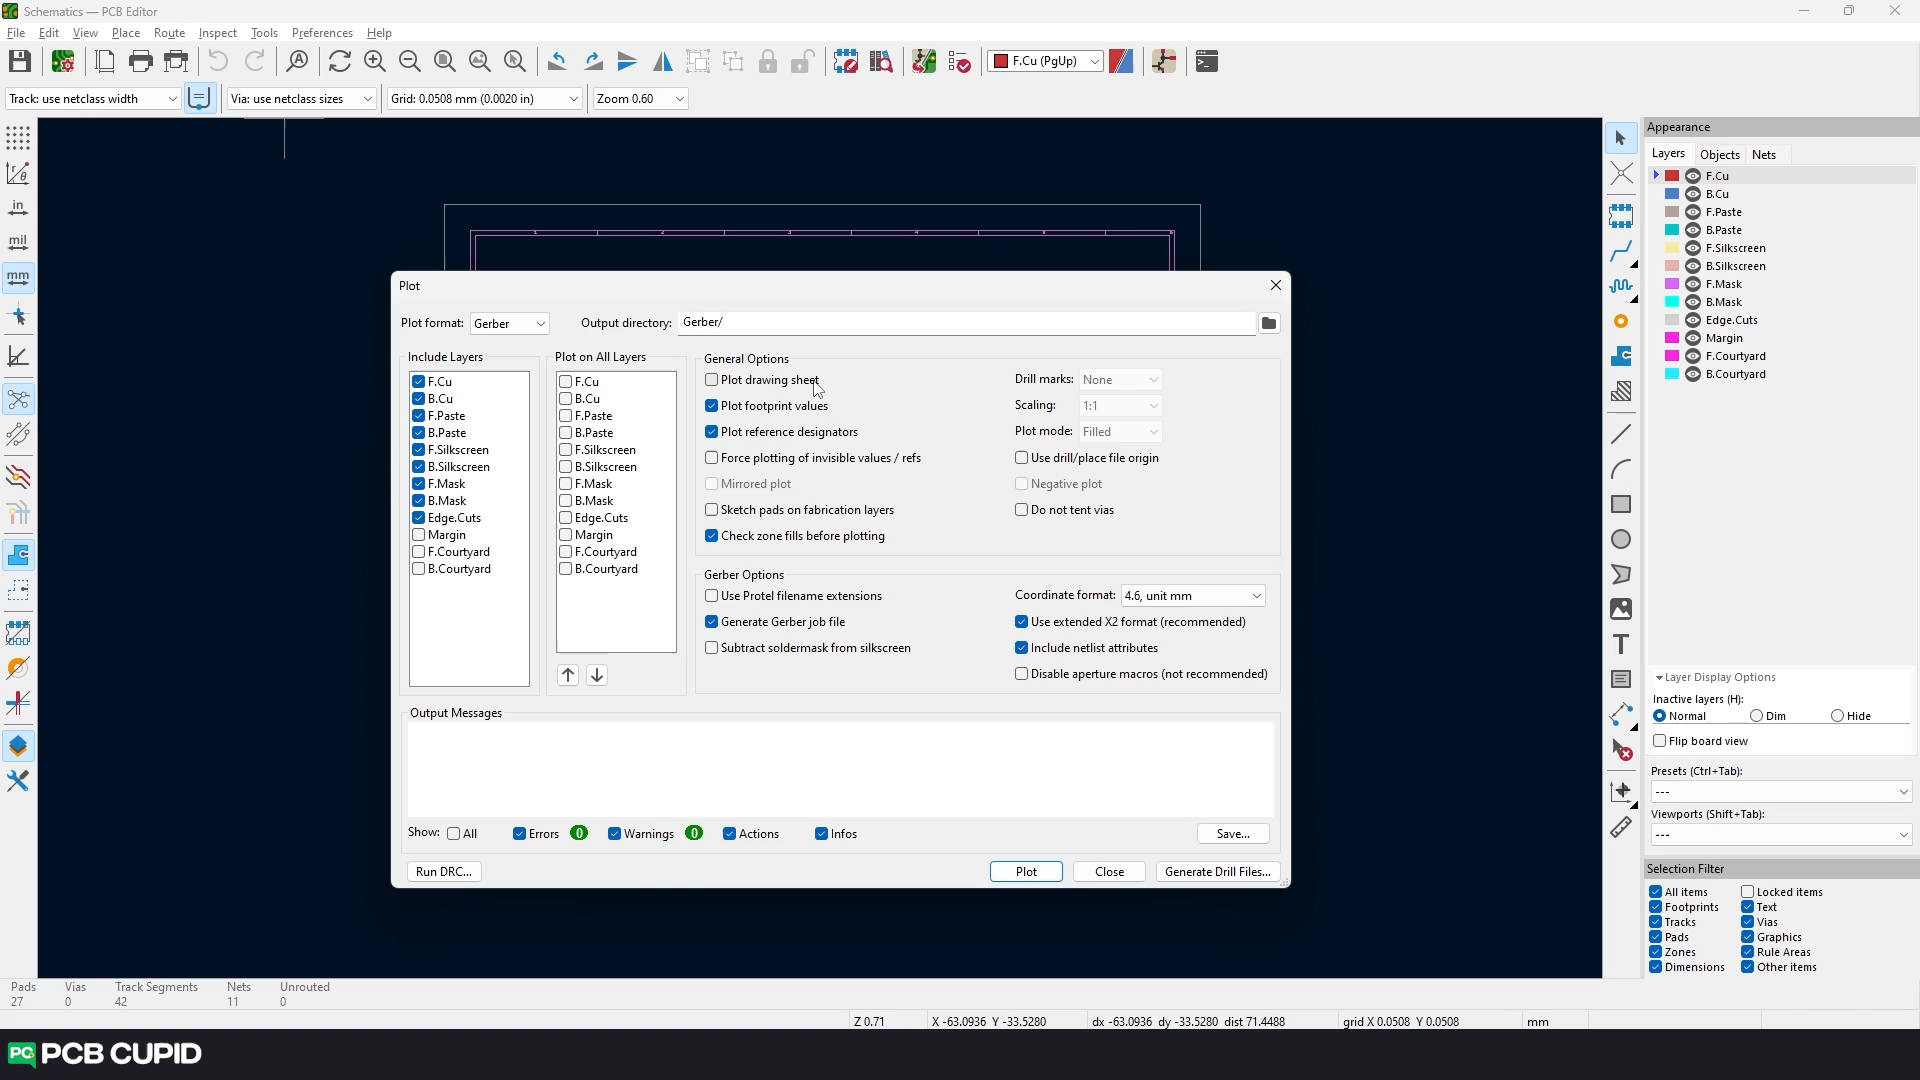 Schematics — PCB Editor
File Edit View Place Route Inspect Tools Preferences Help
F.Cu (PgUp)
Track: use netclass width Via: use netclass sizes Grid: 0.0508 mm (0.0020 in) Zoom 0.60
in
mil
mm
Plot
Plot format: Gerber Output directory: Gerber/
Include Layers
F.Cu
B.Cu
F.Paste
B.Paste
F.Silkscreen
B.Silkscreen
F.Mask
B.Mask
Edge.Cuts
Margin
F.Courtyard
B.Courtyard
Plot on All Layers
F.Cu
B.Cu
F.Paste
B.Paste
F.Silkscreen
B.Silkscreen
F.Mask
B.Mask
Edge.Cuts
Margin
F.Courtyard
B.Courtyard
General Options
Plot drawing sheet Drill marks: None
Plot footprint values Scaling: 1:1
Plot reference designators Plot mode: Filled
Force plotting of invisible values / refs Use drill/place file origin
Mirrored plot Negative plot
Sketch pads on fabrication layers Do not tent vias
Check zone fills before plotting
Gerber Options
Use Protel filename extensions Coordinate format: 4.6, unit mm
Generate Gerber job file Use extended X2 format (recommended)
Subtract soldermask from silkscreen Include netlist attributes
Disable aperture macros (not recommended)
Output Messages
Show: All Errors 0 Warnings 0 Actions Infos Save...
Run DRC... Plot Close Generate Drill Files...
Appearance
Layers Objects Nets
F.Cu
B.Cu
F.Paste
B.Paste
F.Silkscreen
B.Silkscreen
F.Mask
B.Mask
Edge.Cuts
Margin
F.Courtyard
B.Courtyard
Layer Display Options
Inactive layers (H):
Normal Dim Hide
Flip board view
Presets (Ctrl+Tab):
---
Viewports (Shift+Tab):
---
Selection Filter
All items Locked items
Footprints Text
Tracks Vias
Pads Graphics
Zones Rule Areas
Dimensions Other items
Pads Vias Track Segments Nets Unrouted
27 0 42 11 0
Z 0.71 X -63.0936 Y -33.5280 dx -63.0936 dy -33.5280 dist 71.4488 grid X 0.0508 Y 0.0508 mm
PCB CUPID